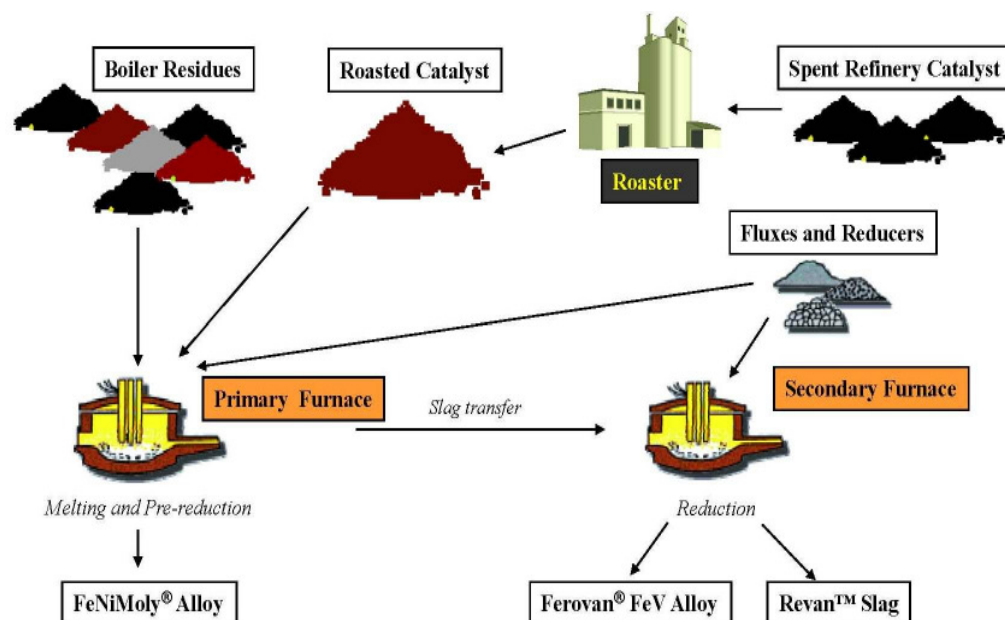 Boiler Residues
Roasted Catalyst
Spent Refinery Catalyst
Roaster
Fluxes and Reducers
Primary Furnace
Secondary Furnace
Slag transfer
Melting and Pre-reduction
Reduction
FeNiMoly® Alloy
Ferovan® FeV Alloy
Revan™ Slag